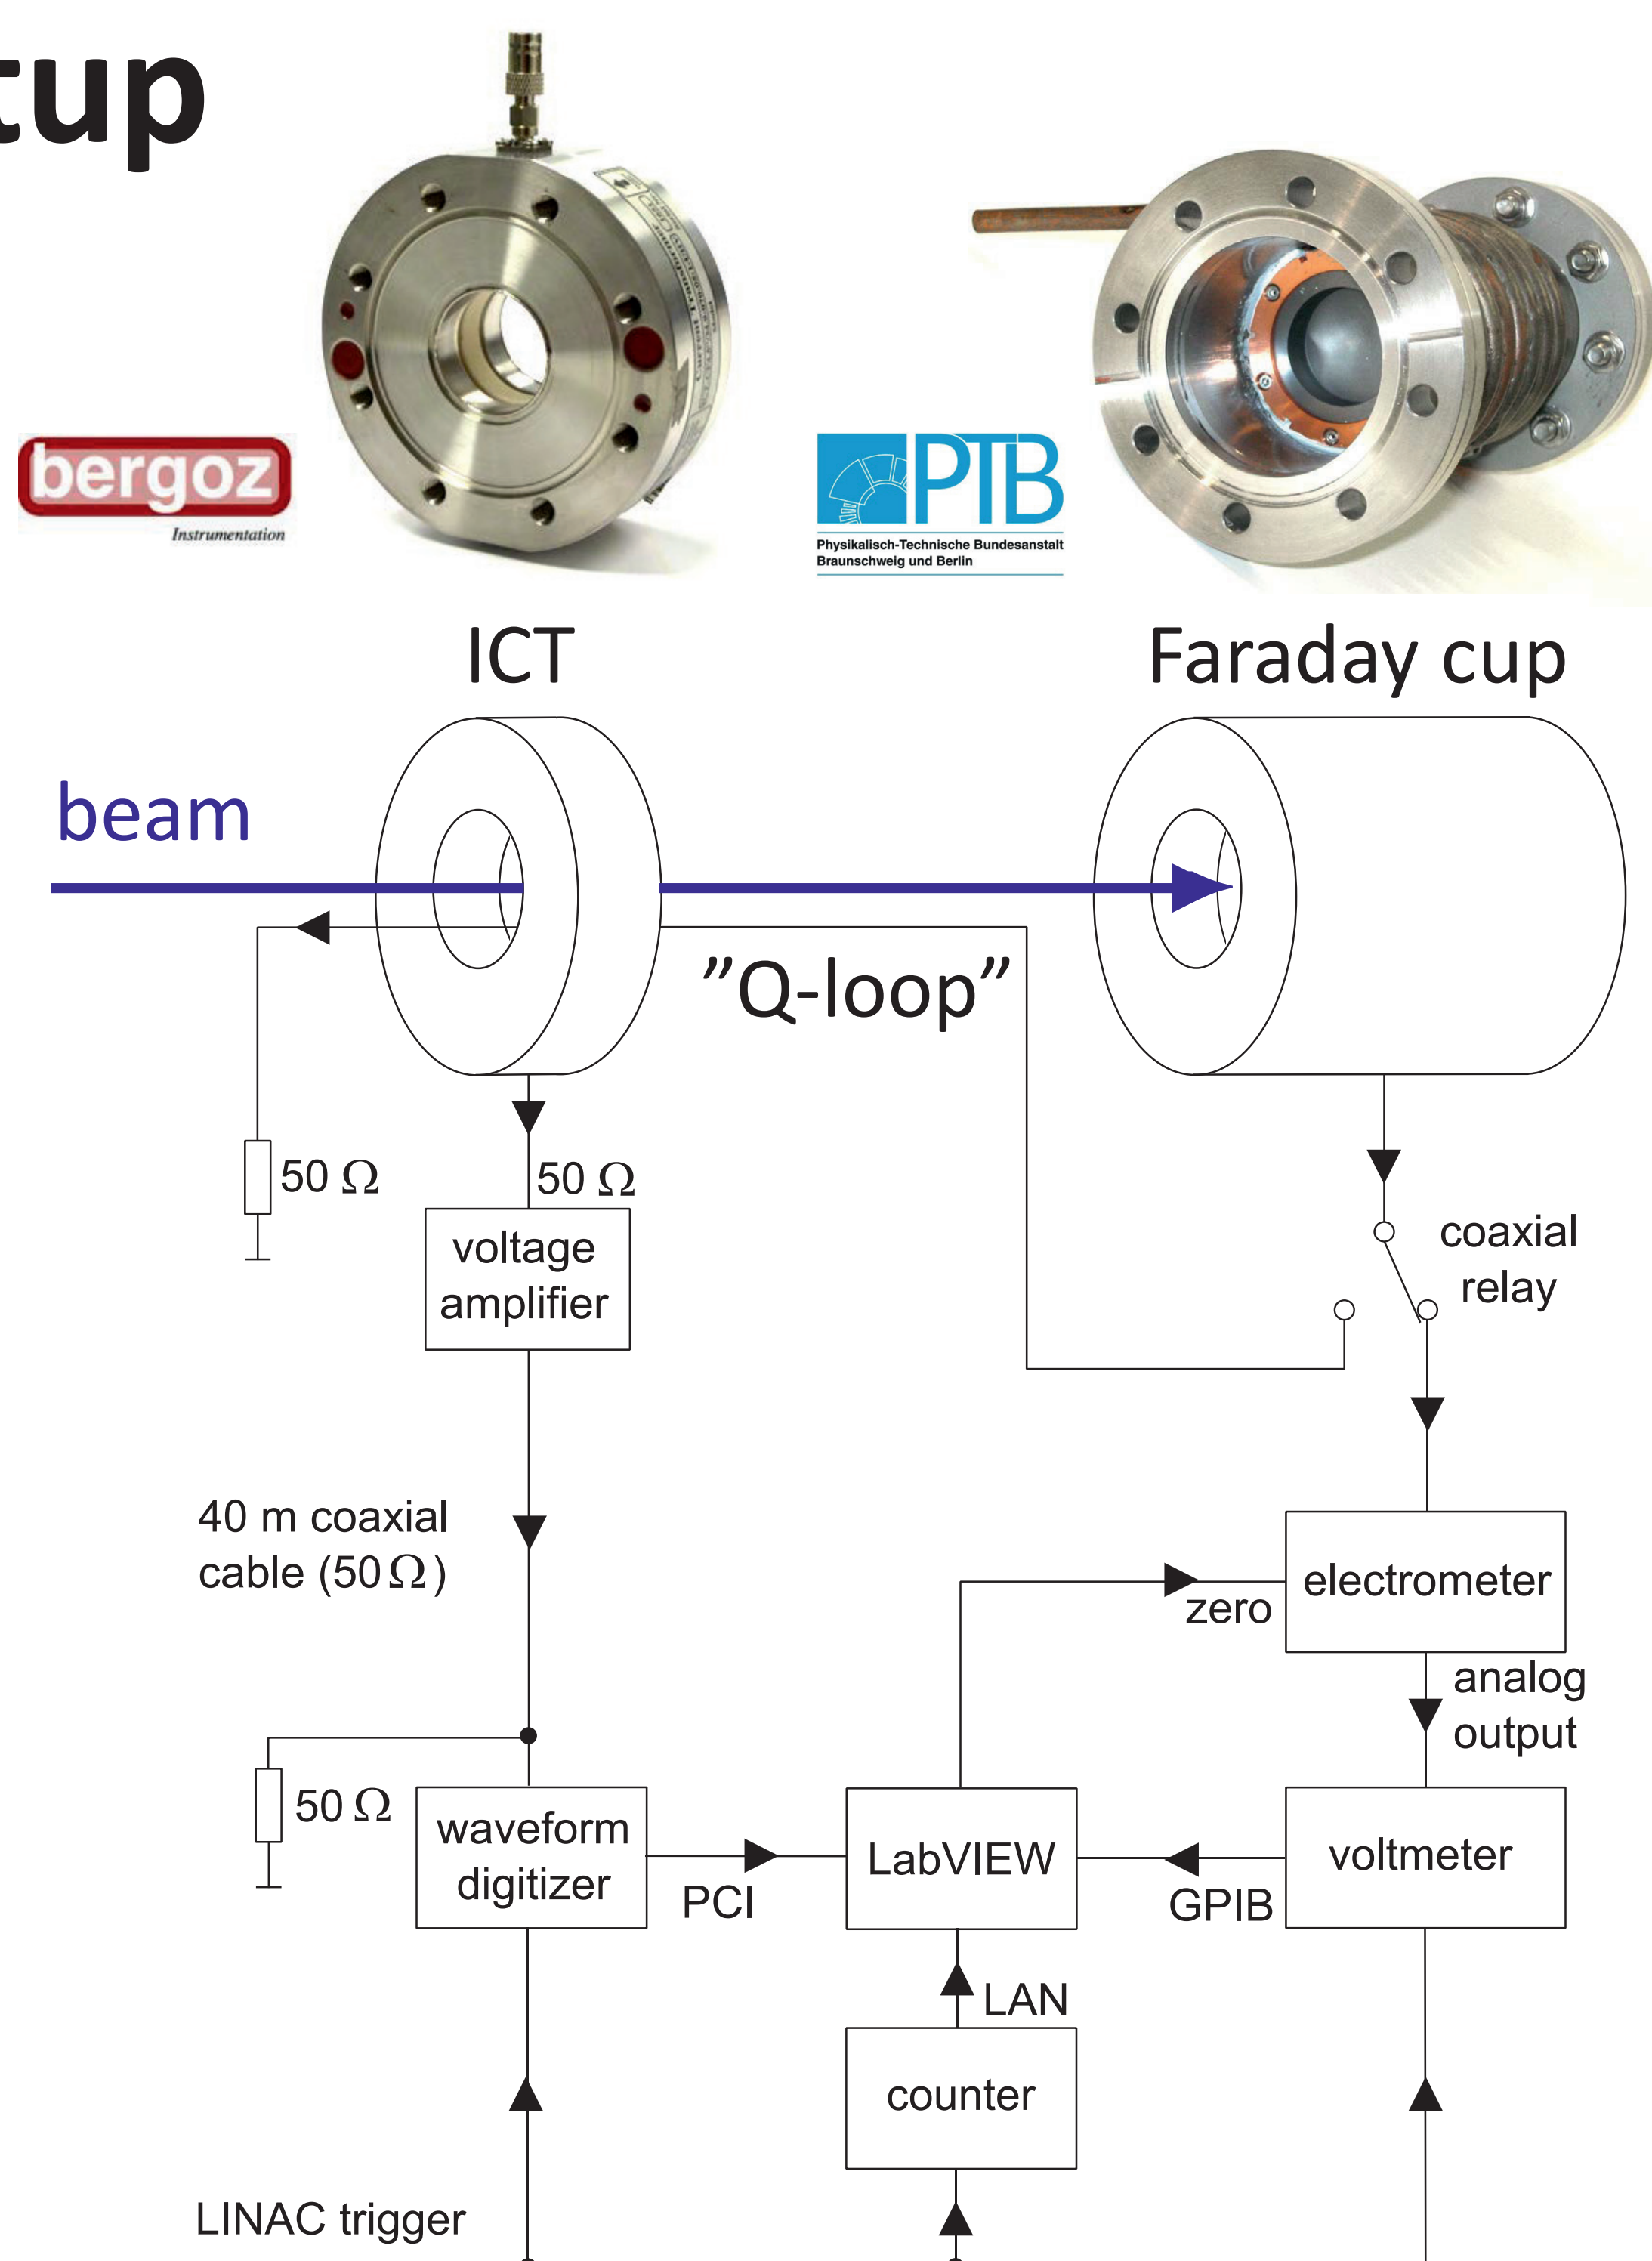 tup
bergoz
Instrumentation
PTB
Physikalisch-Technische Bundesanstalt
Braunschweig und Berlin
ICT
Faraday cup
beam
”Q-loop”
50 Ω
50 Ω
voltage
amplifier
coaxial
relay
40 m coaxial
cable (50 Ω)
electrometer
zero
analog
output
50 Ω
waveform
digitizer
PCI
LabVIEW
GPIB
voltmeter
LAN
counter
LINAC trigger